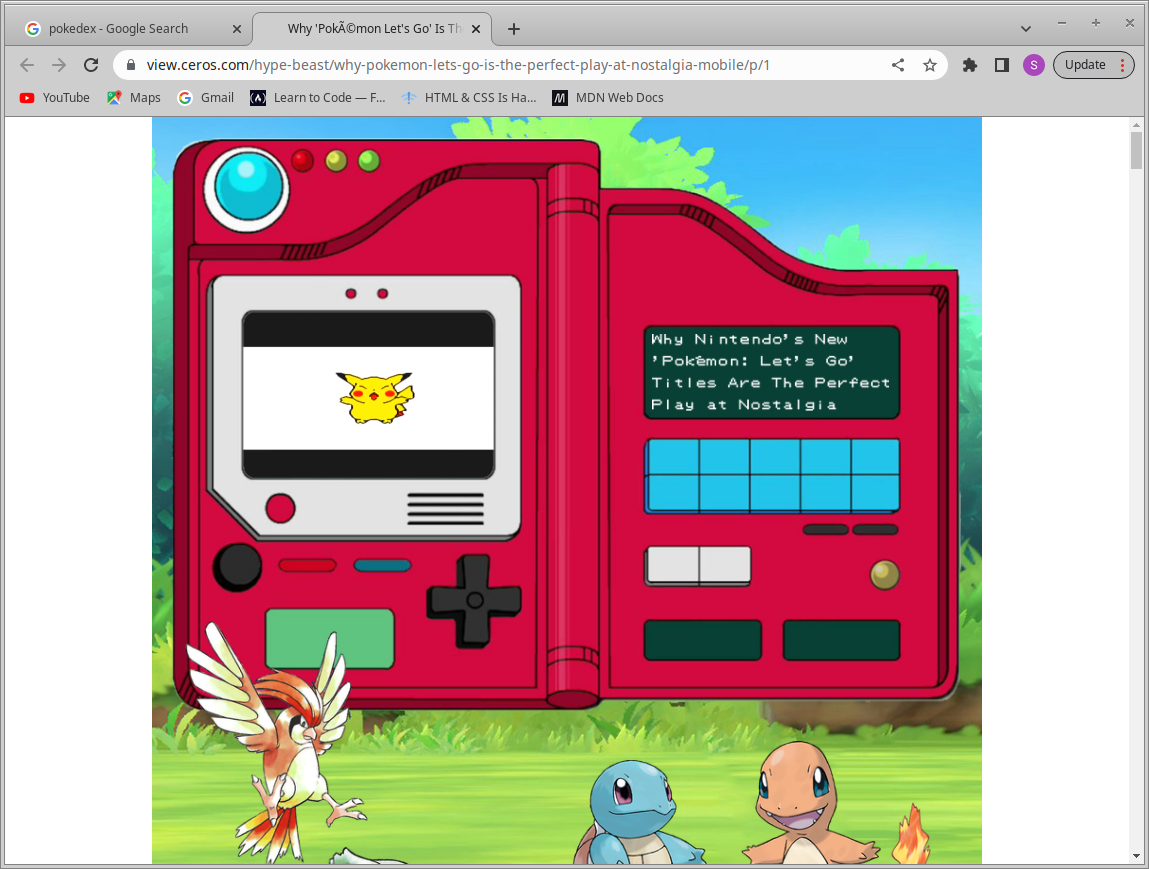 pokedex - Google Search
Why 'PokÃ©mon Let's Go' Is Th
view.ceros.com/hype-beast/why-pokemon-lets-go-is-the-perfect-play-at-nostalgia-mobile/p/1
S
Update
YouTube
Maps
Gmail
Learn to Code — F...
HTML & CSS Is Ha...
MDN Web Docs
Why Nintendo's New
'Pokémon: Let's Go'
Titles Are The Perfect
Play at Nostalgia